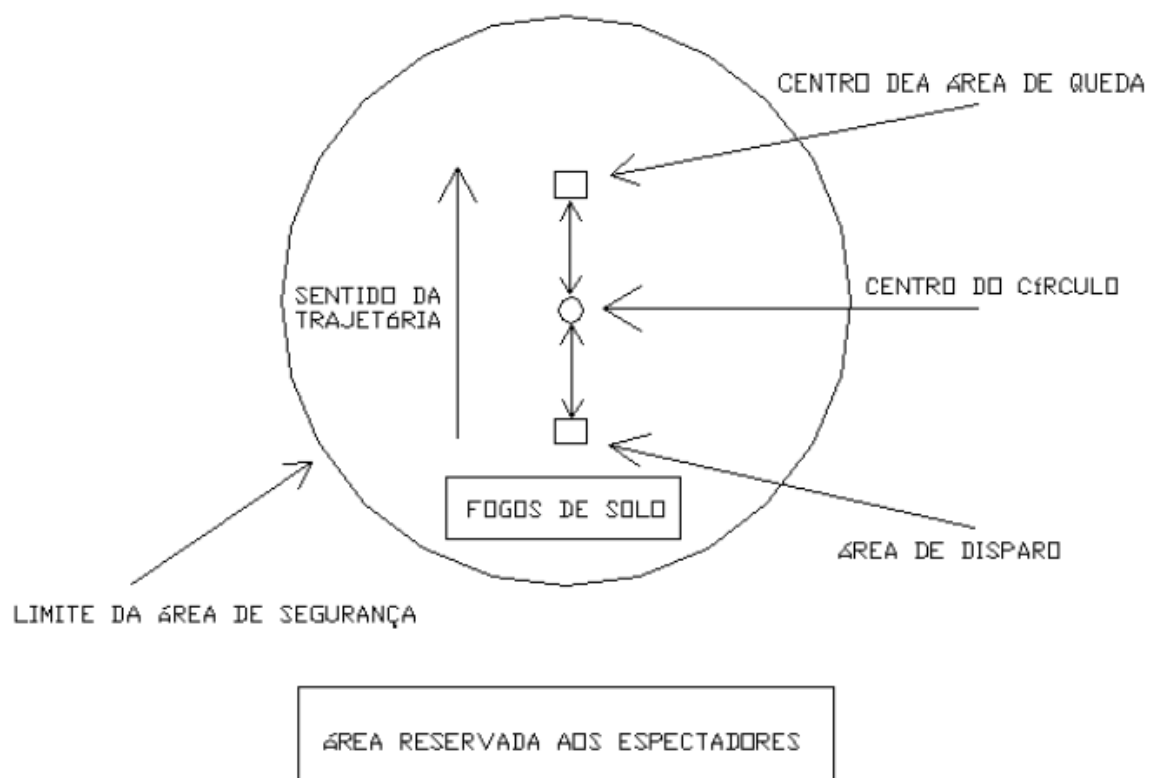 CENTRO DEA ÁREA DE QUEDA
CENTRO DO CÍRCULO
SENTIDO DA
TRAJETÓRIA
FOGOS DE SOLO
ÁREA DE DISPARO
LIMITE DA ÁREA DE SEGURANÇA
ÁREA RESERVADA AOS ESPECTADORES